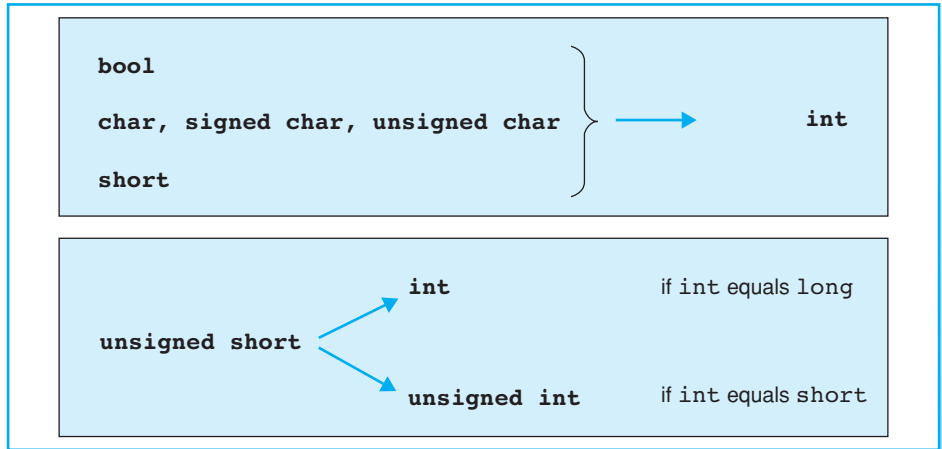 bool
char, signed char, unsigned char
int
short
int if int equals long
unsigned short
unsigned int if int equals short